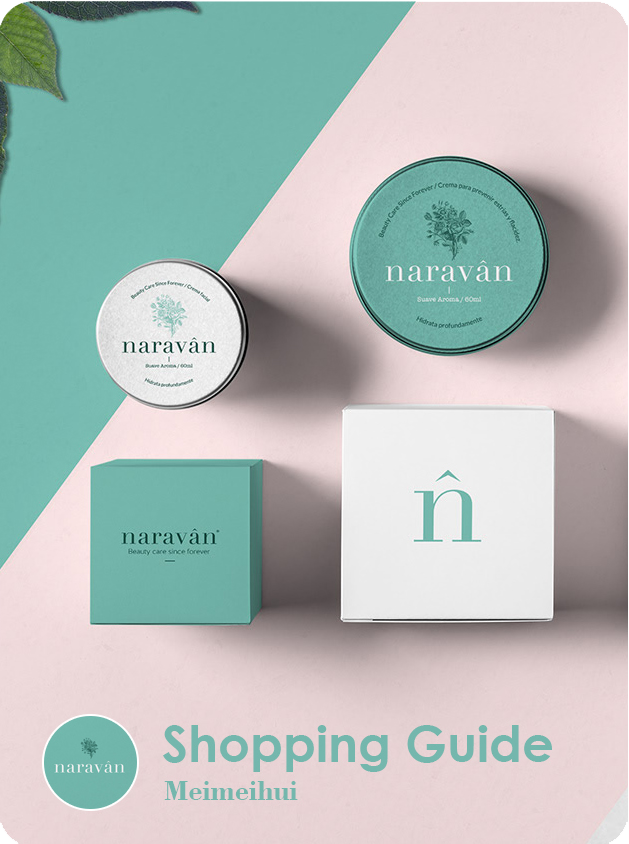 Beauty Care Since Forever / Crema para prevenir estrías y flacidez
naravân
Suave Aroma / 60ml
Hidrata profundamente
Beauty Care Since Forever / Crema facial
naravân
Suave Aroma / 60ml
Hidrata profundamente
n̂
naravân®
Beauty care since forever
naravân
Shopping Guide
Meimeihui